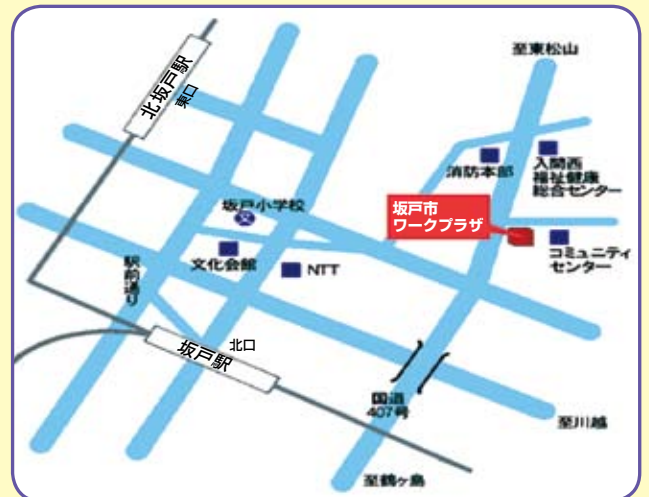 至東松山
北坂戸駅
東口
消防本部
入間西
福祉健康
総合センター
坂戸小学校
文
坂戸市
ワークプラザ
コミュニティ
センター
文化会館
NTT
駅前通り
北口
坂戸駅
国道
407号
至川越
至鶴ヶ島